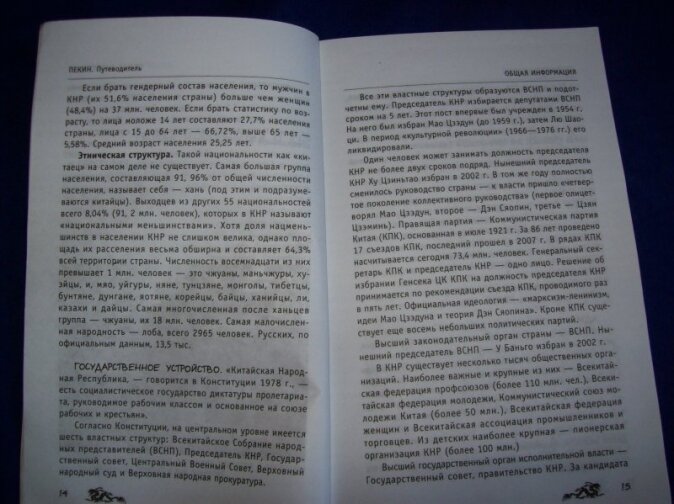 ПЕКИН. Путеводитель
Если брать гендерный состав населения, то мужчин в
КНР (их 51,6% населения страны) больше чем женщин
(48,4%) на 37 млн. человек. Если брать статистику по воз-
расту, то лица моложе 14 лет составляют 27,7% населения
страны, лица с 15 до 64 лет — 66,72%, выше 65 лет —
5,58%. Средний возраст населения 25,25 лет.
Этническая структура. Такой национальности как «ки-
таец» на самом деле не существует. Самая большая группа
населения, составляющая 91, 96% от общей численности
населения, называет себя — хань (под этим и подразуме-
ваются китайцы). Выходцев из других 55 национальностей
всего 8,04% (91, 2 млн. человек), которых в КНР называют
«национальными меньшинствами». Хотя доля нацмень-
шинств в населении КНР не слишком велика, однако пло-
щадь их расселения весьма обширна и составляет 64,3%
всей территории страны. Численность восемнадцати из них
превышает 1 млн. человек — это чжуаны, маньчжуры, ху-
эйцы, и, мяо, уйгуры, няне, тунцзяне, монголы, тибетцы,
бунтяне, дунгане, яотяне, корейцы, байцы, ханийцы, ли,
казахи и дайцы. Самая многочисленная после ханьцев
группа — чжуаны, их 18 млн. человек. Самая малочислен-
ная народность — лоба, всего 2965 человек. Русских, по
официальным данным, 13,5 тыс.
ГОСУДАРСТВЕННОЕ УСТРОЙСТВО. «Китайская Народ-
ная Республика, — говорится в Конституции 1978 г., —
есть социалистическое государство диктатуры пролетариа-
та, руководимое рабочим классом и основанное на союзе
рабочих и крестьян».
Согласно Конституции, на центральном уровне имеется
шесть властных структур: Всекитайское Собрание народ-
ных представителей (ВСНП), Председатель КНР, Государ-
ственный совет, Центральный Военный Совет, Верховный
народный суд и Верховная народная прокуратура.
14
ОБЩАЯ ИНФОРМАЦИЯ
Все эти властные структуры образуются ВСНП и подот-
четны ему. Председатель КНР избирается депутатами ВСНП
сроком на 5 лет. Этот пост впервые был учрежден в 1954 г.
На него был избран Мао Цзэдун (до 1959 г.), затем Лю Шао-
ци. В период «культурной революции» (1966—1976 гг.) его
ликвидировали.
Один человек может занимать должность председателя
КНР не более двух сроков подряд. Нынешний председатель
КНР Ху Цзиньтао избран в 2002 г. В том же году полностью
сменилось руководство страны — к власти пришло «четвер-
тое поколение коллективного руководства» (первое олицет-
ворял Мао Цзэдун, второе — Дэн Сяопин, третье — Цзян
Цзэминь). Правящая партия — Коммунистическая партия
Китая (КПК), основанная в июле 1921 г. За 86 лет проведено
17 съездов КПК, последний прошел в 2007 г. В рядах КПК
насчитывается сегодня 73,4 млн. человек. Генеральный сек-
ретарь КПК и председатель КНР — одно лицо. Решение об
избрании Генсека ЦК КПК на должность председателя КНР
принимается по рекомендации съезда КПК, проводимого раз
в пять лет. Официальная идеология — «марксизм-ленинизм,
идеи Мао Цзэдуна и теория Дэн Сяопина». Кроме КПК суще-
ствует еще восемь небольших политических партий.
Высший законодательный орган страны — ВСНП. Ны-
нешний председатель ВСНП — У Баньго избран в 2002 г.
В КНР существует несколько тысяч общественных орга-
низаций. Наиболее важные и крупные из них — Всекитай-
ская федерация профсоюзов (более 110 млн. чел.), Всеки-
тайская федерация молодежи, Коммунистический союз мо-
лодежи Китая (более 50 млн.), Всекитайская федерация
женщин и Всекитайская ассоциация промышленников и
торговцев. Из детских наиболее крупная — пионерская
организация КНР (более 100 млн.)
Высший государственный орган исполнительной власти —
Государственный совет, правительство КНР. За кандидата
15